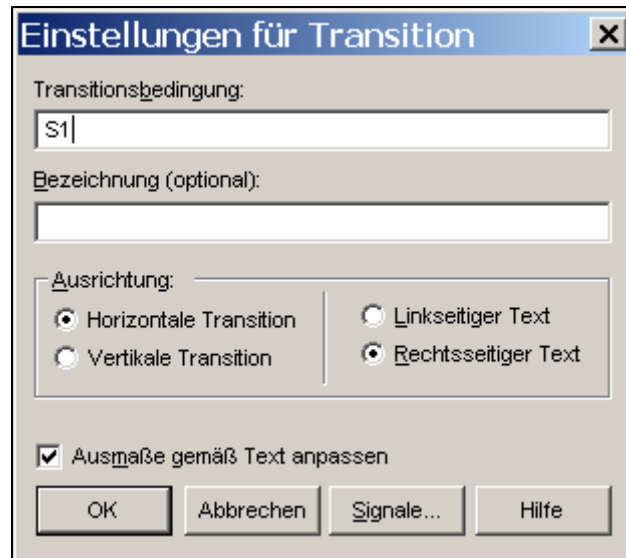 Einstellungen für Transition
Transitionsbedingung:
S1
Bezeichnung (optional):
Ausrichtung:
Horizontale Transition
Linkseitiger Text
Vertikale Transition
Rechtsseitiger Text
Ausmaße gemäß Text anpassen
OK Abbrechen Signale... Hilfe